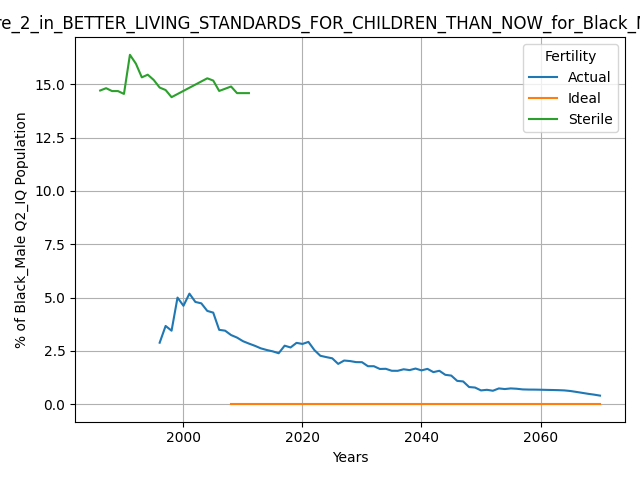 re_2_in_BETTER_LIVING_STANDARDS_FOR_CHILDREN_THAN_NOW_for_Black_
% of Black_Male Q2_IQ Population
15.0
12.5
10.0
7.5
5.0
2.5
0.0
Fertility
Actual
Ideal
Sterile
2000
2020
2040
2060
Years